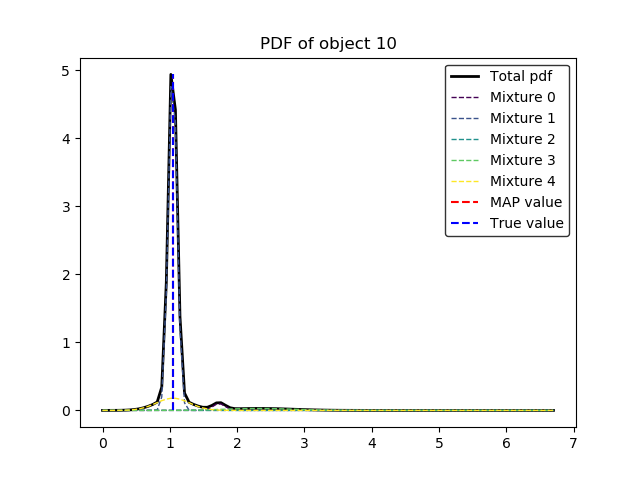 PDF of object 10
Total pdf
Mixture 0
Mixture 1
Mixture 2
Mixture 3
Mixture 4
MAP value
True value
5
4
3
2
1
0
0 1 2 3 4 5 6 7